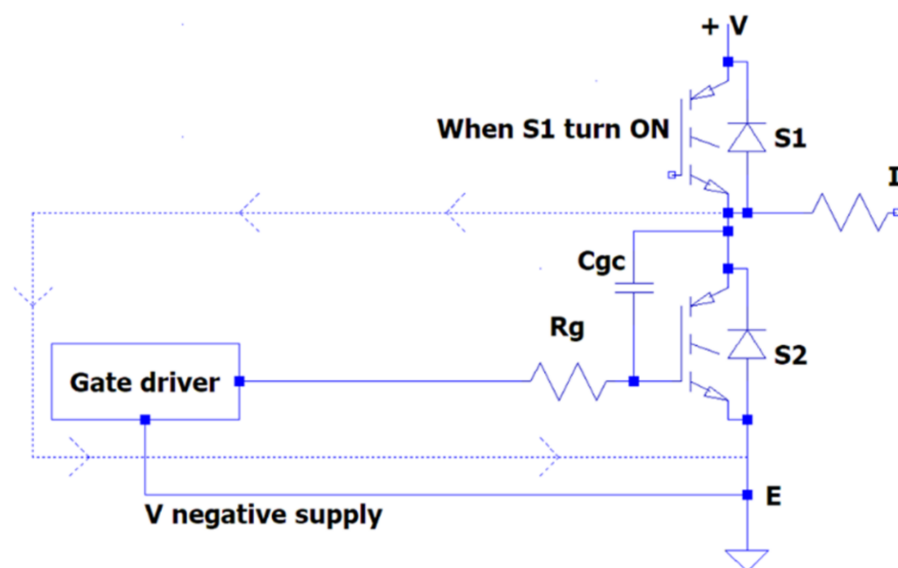 + V
When S1 turn ON
S1
I
Cgc
Rg
S2
Gate driver
E
V negative supply